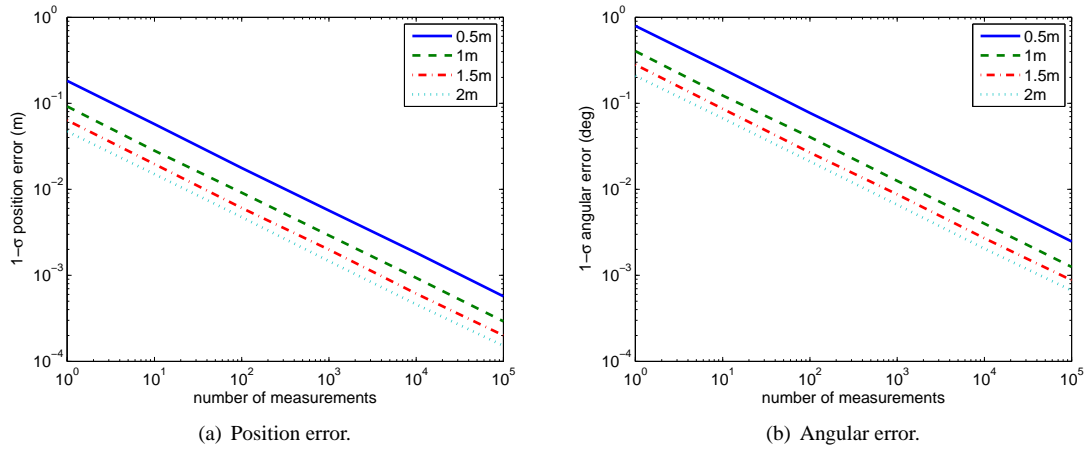 10^0
10^-1
10^-2
10^-3
10^-4
1−σ position error (m)
0.5m
1m
1.5m
2m
10^0 10^1 10^2 10^3 10^4 10^5
number of measurements
(a) Position error.
10^0
10^-1
10^-2
10^-3
10^-4
1−σ angular error (deg)
0.5m
1m
1.5m
2m
10^0 10^1 10^2 10^3 10^4 10^5
number of measurements
(b) Angular error.